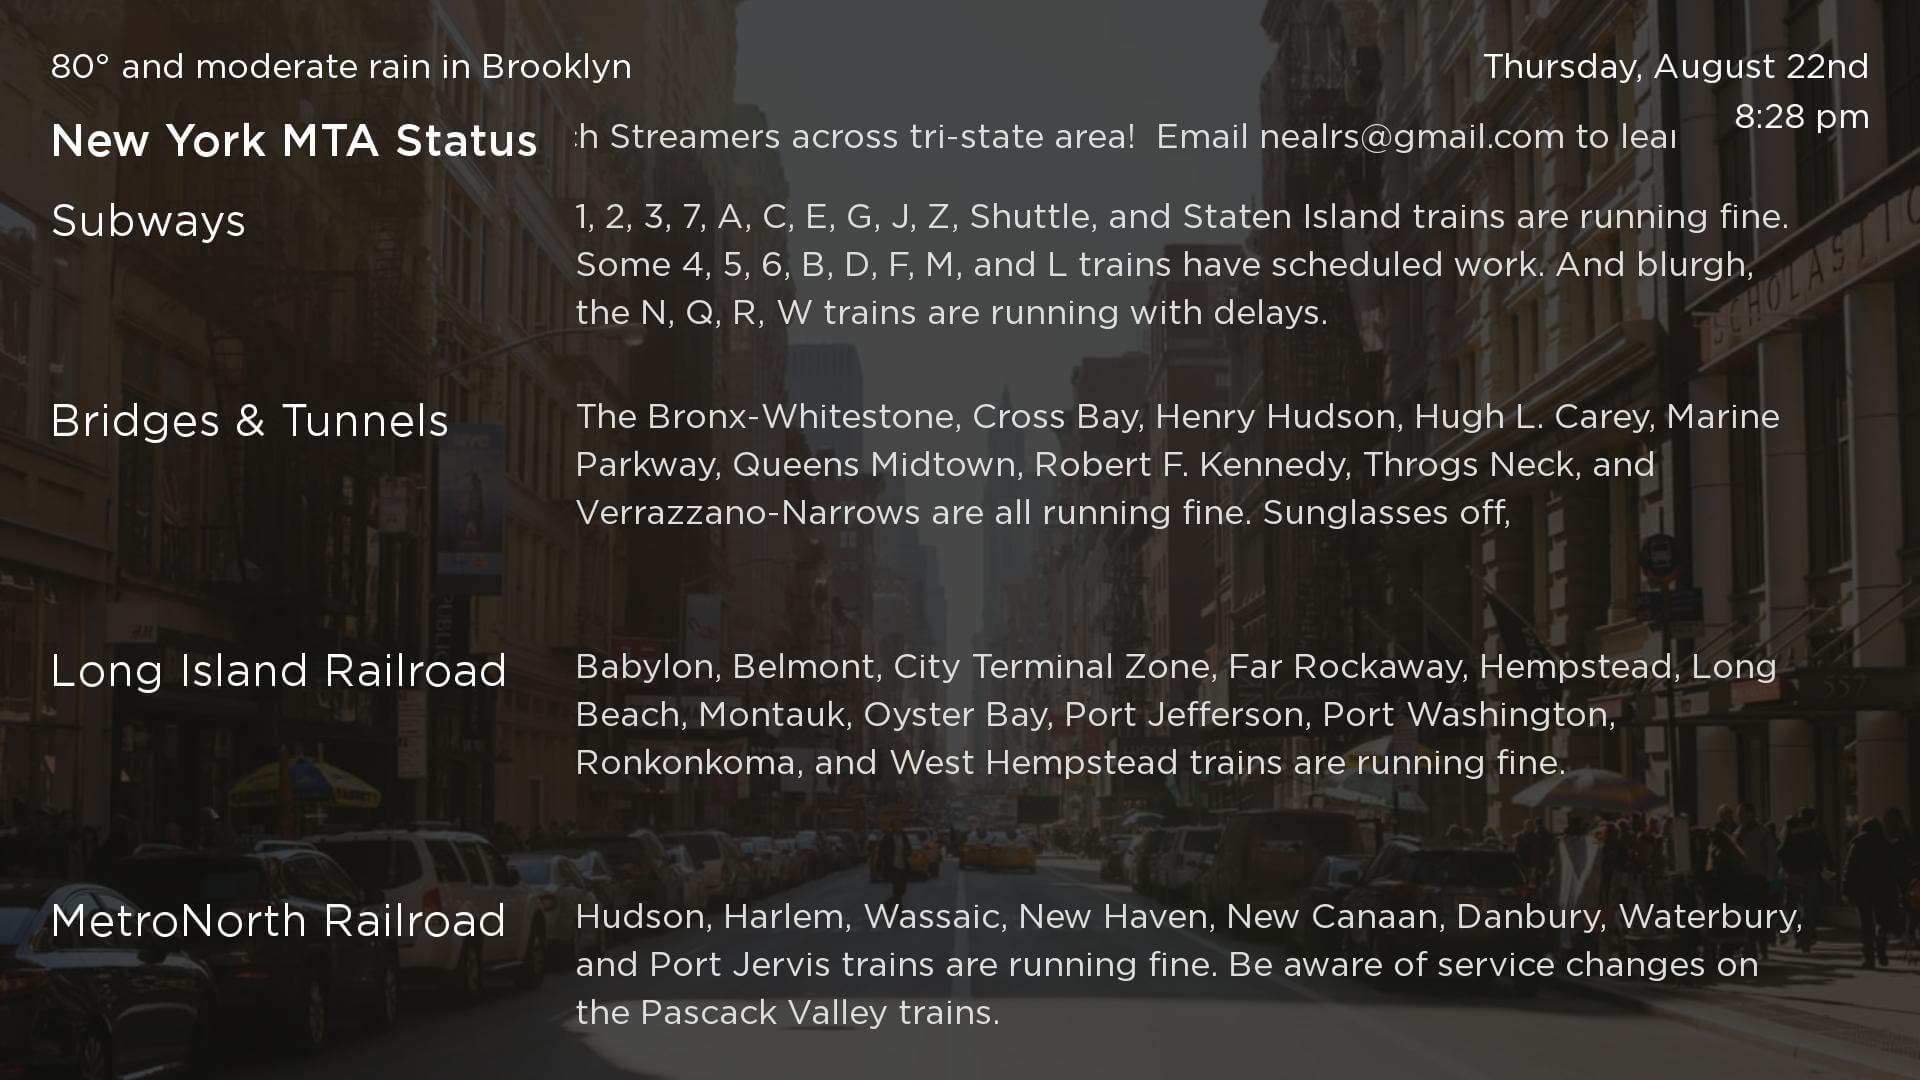 80° and moderate rain in Brooklyn
Thursday, August 22nd
8:28 pm
New York MTA Status
Streamers across tri-state area!  Email nealrs@gmail.com to
Subways
1, 2, 3, 7, A, C, E, G, J, Z, Shuttle, and Staten Island trains are running fine.
Some 4, 5, 6, B, D, F, M, and L trains have scheduled work. And blurgh,
the N, Q, R, W trains are running with delays.
Bridges & Tunnels
The Bronx-Whitestone, Cross Bay, Henry Hudson, Hugh L. Carey, Marine
Parkway, Queens Midtown, Robert F. Kennedy, Throgs Neck, and
Verrazzano-Narrows are all running fine. Sunglasses off,
Long Island Railroad
Babylon, Belmont, City Terminal Zone, Far Rockaway, Hempstead, Long
Beach, Montauk, Oyster Bay, Port Jefferson, Port Washington,
Ronkonkoma, and West Hempstead trains are running fine.
MetroNorth Railroad
Hudson, Harlem, Wassaic, New Haven, New Canaan, Danbury, Waterbury,
and Port Jervis trains are running fine. Be aware of service changes on
the Pascack Valley trains.
SCHOLASTIC
557
NYC
H&M